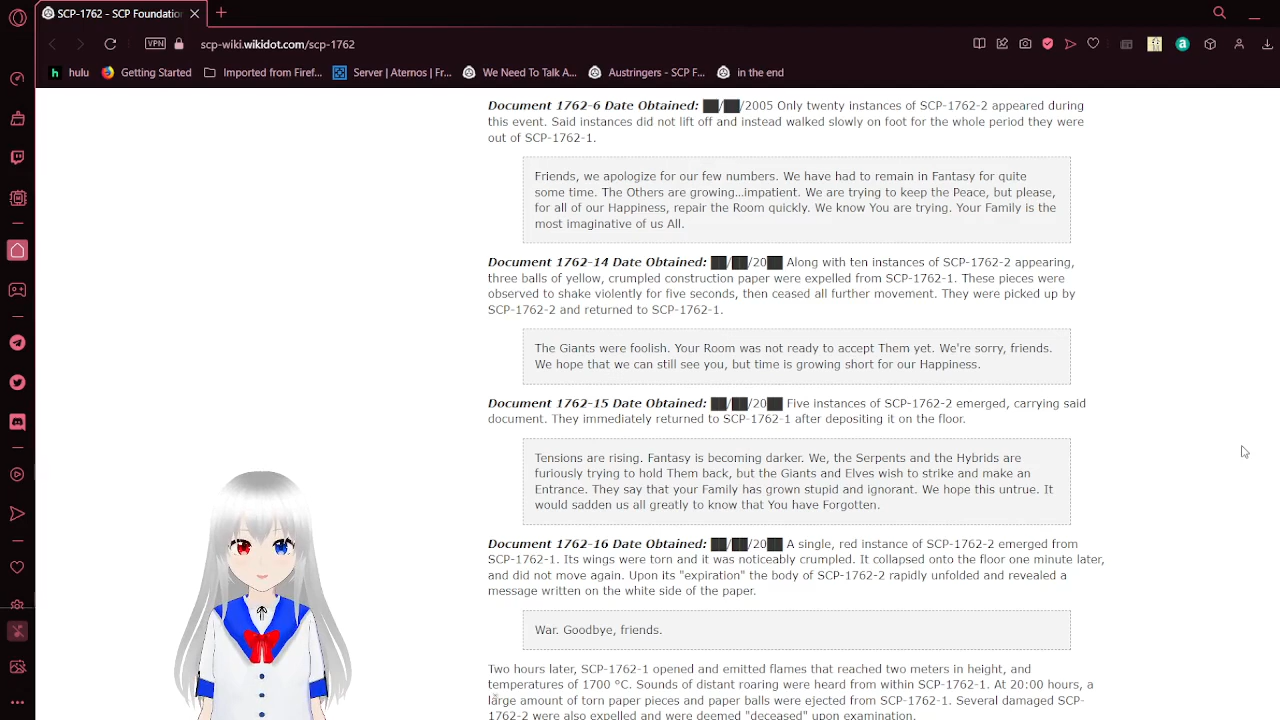 SCP-1762 - SCP Foundation
VPN
scp-wiki.wikidot.com/scp-1762
hulu
Getting Started
Imported from Firef...
Server | Aternos | Fr...
We Need To Talk A...
Austringers - SCP F...
in the end
Document 1762-6 Date Obtained: ██/██/2005 Only twenty instances of SCP-1762-2 appeared during
this event. Said instances did not lift off and instead walked slowly on foot for the whole period they were
out of SCP-1762-1.
Friends, we apologize for our few numbers. We have had to remain in Fantasy for quite
some time. The Others are growing...impatient. We are trying to keep the Peace, but please,
for all of our Happiness, repair the Room quickly. We know You are trying. Your Family is the
most imaginative of us All.
Document 1762-14 Date Obtained: ██/██/20██ Along with ten instances of SCP-1762-2 appearing,
three balls of yellow, crumpled construction paper were expelled from SCP-1762-1. These pieces were
observed to shake violently for five seconds, then ceased all further movement. They were picked up by
SCP-1762-2 and returned to SCP-1762-1.
The Giants were foolish. Your Room was not ready to accept Them yet. We're sorry, friends.
We hope that we can still see you, but time is growing short for our Happiness.
Document 1762-15 Date Obtained: ██/██/20██ Five instances of SCP-1762-2 emerged, carrying said
document. They immediately returned to SCP-1762-1 after depositing it on the floor.
Tensions are rising. Fantasy is becoming darker. We, the Serpents and the Hybrids are
furiously trying to hold Them back, but the Giants and Elves wish to strike and make an
Entrance. They say that your Family has grown stupid and ignorant. We hope this untrue. It
would sadden us all greatly to know that You have Forgotten.
Document 1762-16 Date Obtained: ██/██/20██ A single, red instance of SCP-1762-2 emerged from
SCP-1762-1. Its wings were torn and it was noticeably crumpled. It collapsed onto the floor one minute later,
and did not move again. Upon its "expiration" the body of SCP-1762-2 rapidly unfolded and revealed a
message written on the white side of the paper.
War. Goodbye, friends.
Two hours later, SCP-1762-1 opened and emitted flames that reached two meters in height, and
temperatures of 1700 °C. Sounds of distant roaring were heard from within SCP-1762-1. At 20:00 hours, a
large amount of torn paper pieces and paper balls were ejected from SCP-1762-1. Several damaged SCP-
1762-2 were also expelled and were deemed "deceased" upon examination.